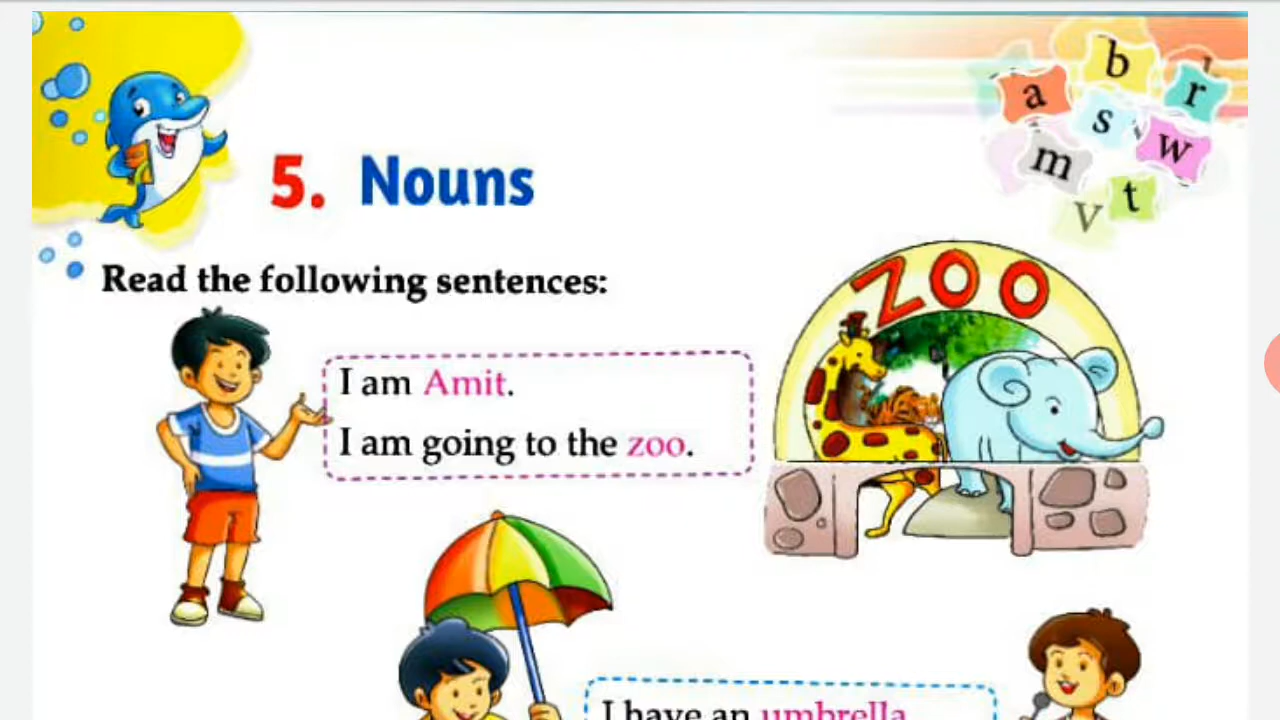 a
b
r
s
w
m
t
v
5. Nouns
Read the following sentences:
ZOO
I am Amit.
I am going to the zoo.
I have an umbrella